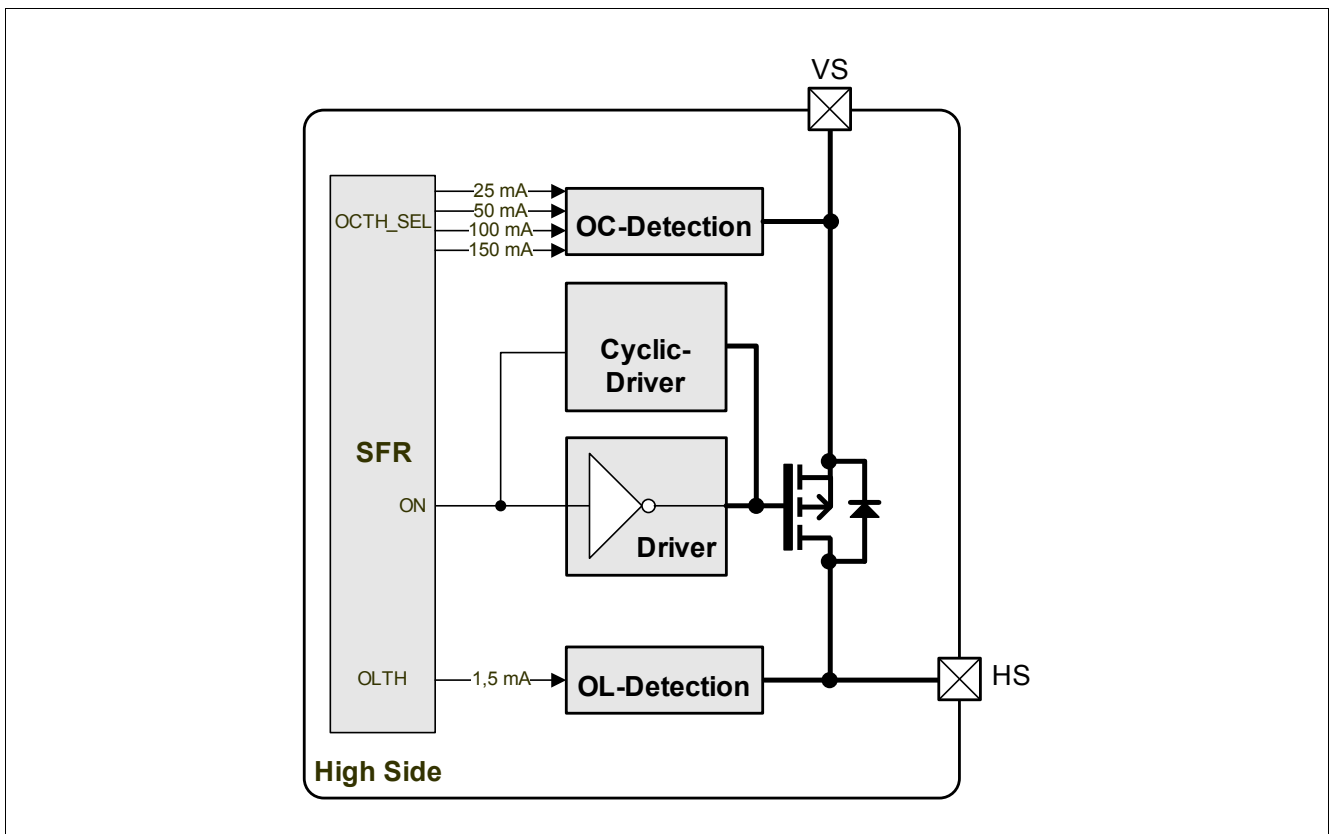 VS
25 mA
50 mA
OCTH_SEL
OC-Detection
100 mA
150 mA
Cyclic-
Driver
SFR
ON
Driver
OLTH
1,5 mA
OL-Detection
HS
High Side